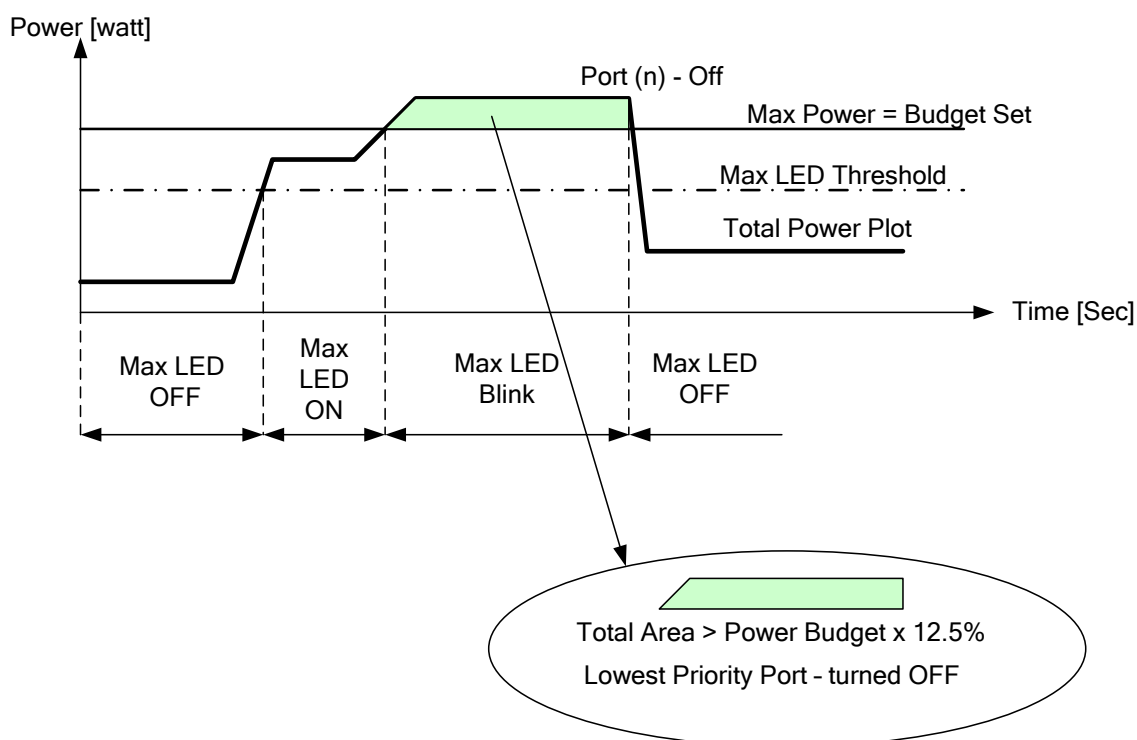 Power [watt]
Port (n) - Off
Max Power = Budget Set
Max LED Threshold
Total Power Plot
Time [Sec]
Max LED
OFF
Max
LED
ON
Max LED
Blink
Max LED
OFF
Total Area > Power Budget x 12.5%
Lowest Priority Port - turned OFF